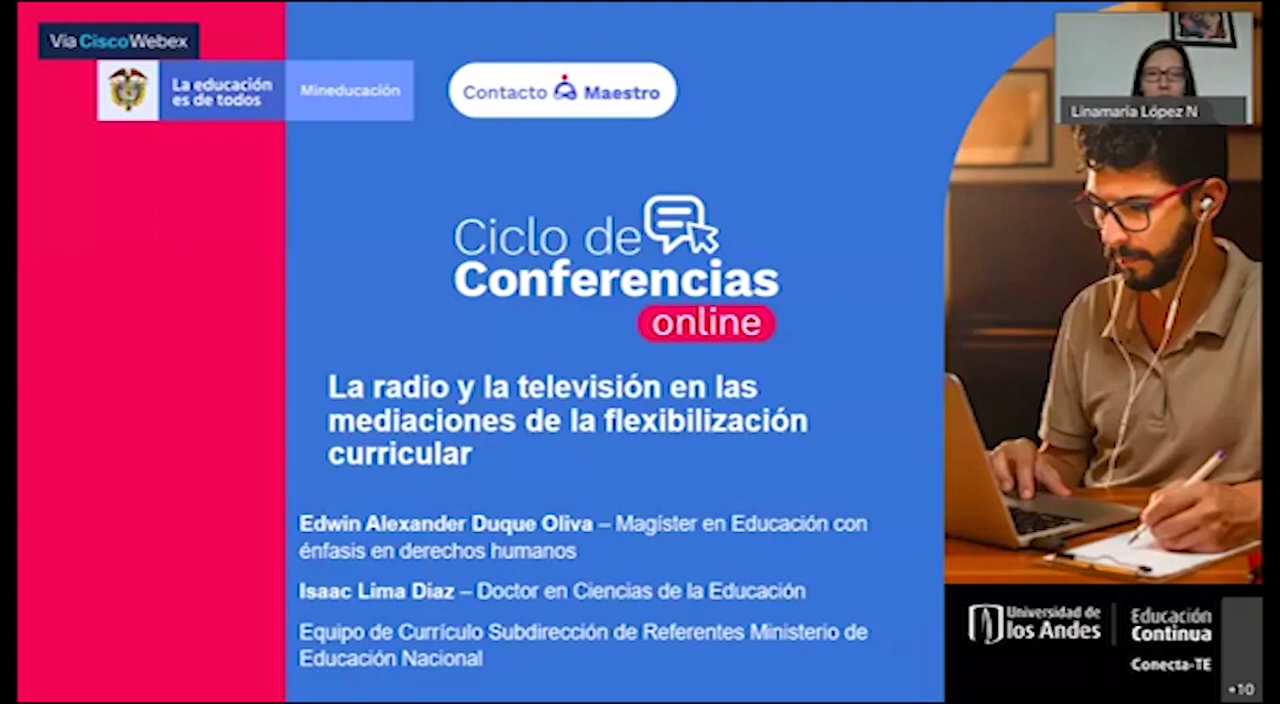 Vía CiscoWebex
La educación
es de todos
Mineducación
Contacto Maestro
Linamaría López N
Ciclo de
Conferencias
online
La radio y la televisión en las
mediaciones de la flexibilización
curricular
Edwin Alexander Duque Oliva – Magíster en Educación con
énfasis en derechos humanos
Isaac Lima Diaz – Doctor en Ciencias de la Educación
Equipo de Currículo Subdirección de Referentes Ministerio de
Educación Nacional
Universidad de
los Andes
Educación
Continua
Conecta-TE
+10